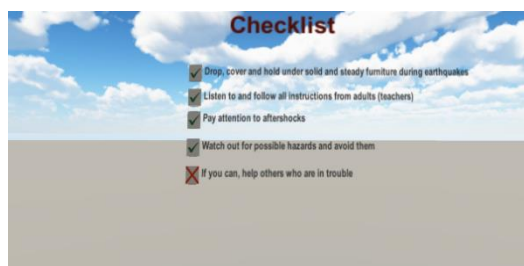 Checklist
Drop, cover and hold under solid and steady furniture during earthquakes
Listen to and follow all instructions from adults (teachers)
Pay attention to aftershocks
Watch out for possible hazards and avoid them
If you can, help others who are in trouble